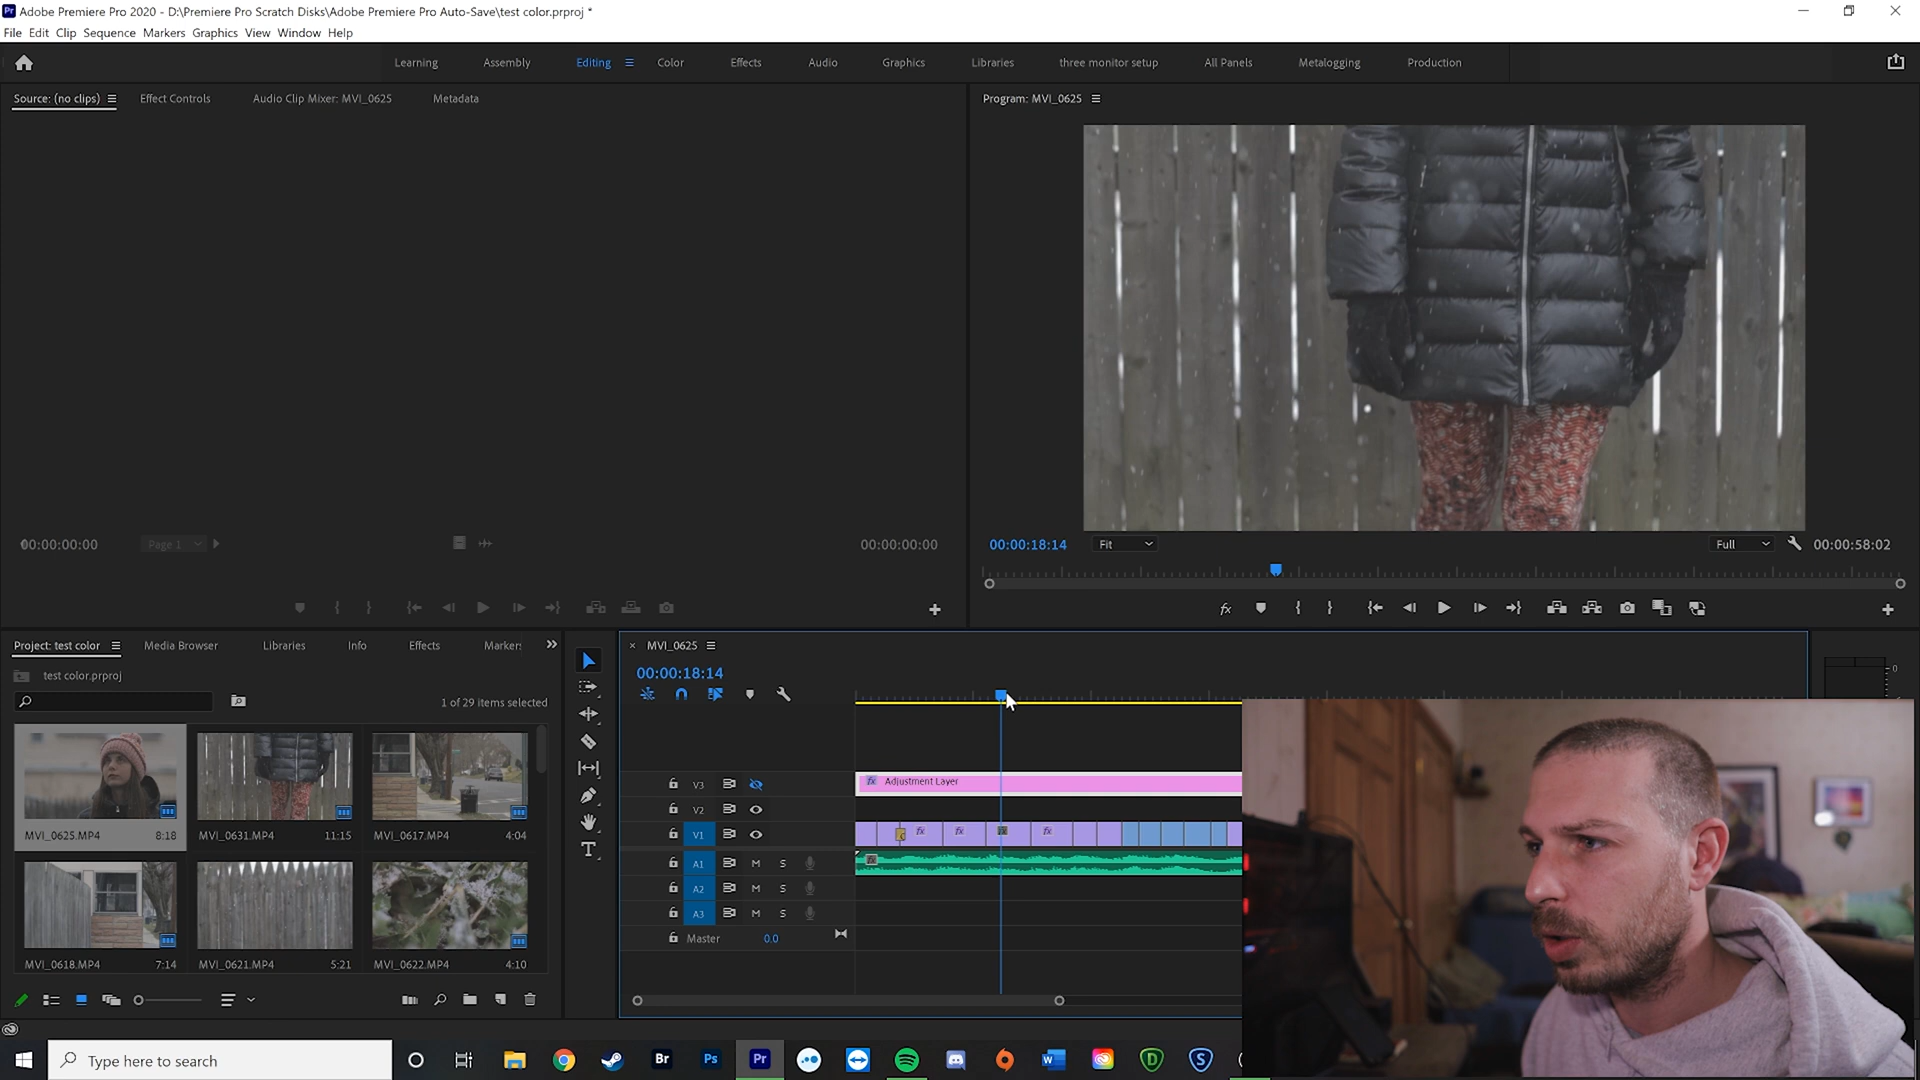 Adobe Premiere Pro 2020 - D:\Premiere Pro Scratch Disks\Adobe Premiere Pro Auto-Save\test color.prproj *
File Edit Clip Sequence Markers Graphics View Window Help
Learning Assembly Editing Color Effects Audio Graphics Libraries three monitor setup All Panels Metalogging Production
Source: (no clips) Effect Controls Audio Clip Mixer: MVI_0625 Metadata
Program: MVI_0625
00:00:00:00 Page 1 00:00:00:00
00:00:18:14 Fit Full 00:00:58:02
Project: test color Media Browser Libraries Info Effects Markers
test color.prproj
1 of 29 items selected
MVI_0625.MP4 8:18
MVI_0631.MP4 11:15
MVI_0617.MP4 4:04
MVI_0618.MP4 7:14
MVI_0621.MP4 5:21
MVI_0622.MP4 4:10
MVI_0625
00:00:18:14
0
V3 Adjustment Layer
V2
V1
A1 M S
A2 M S
A3 M S
Master 0.0
Type here to search
Br Ps Pr